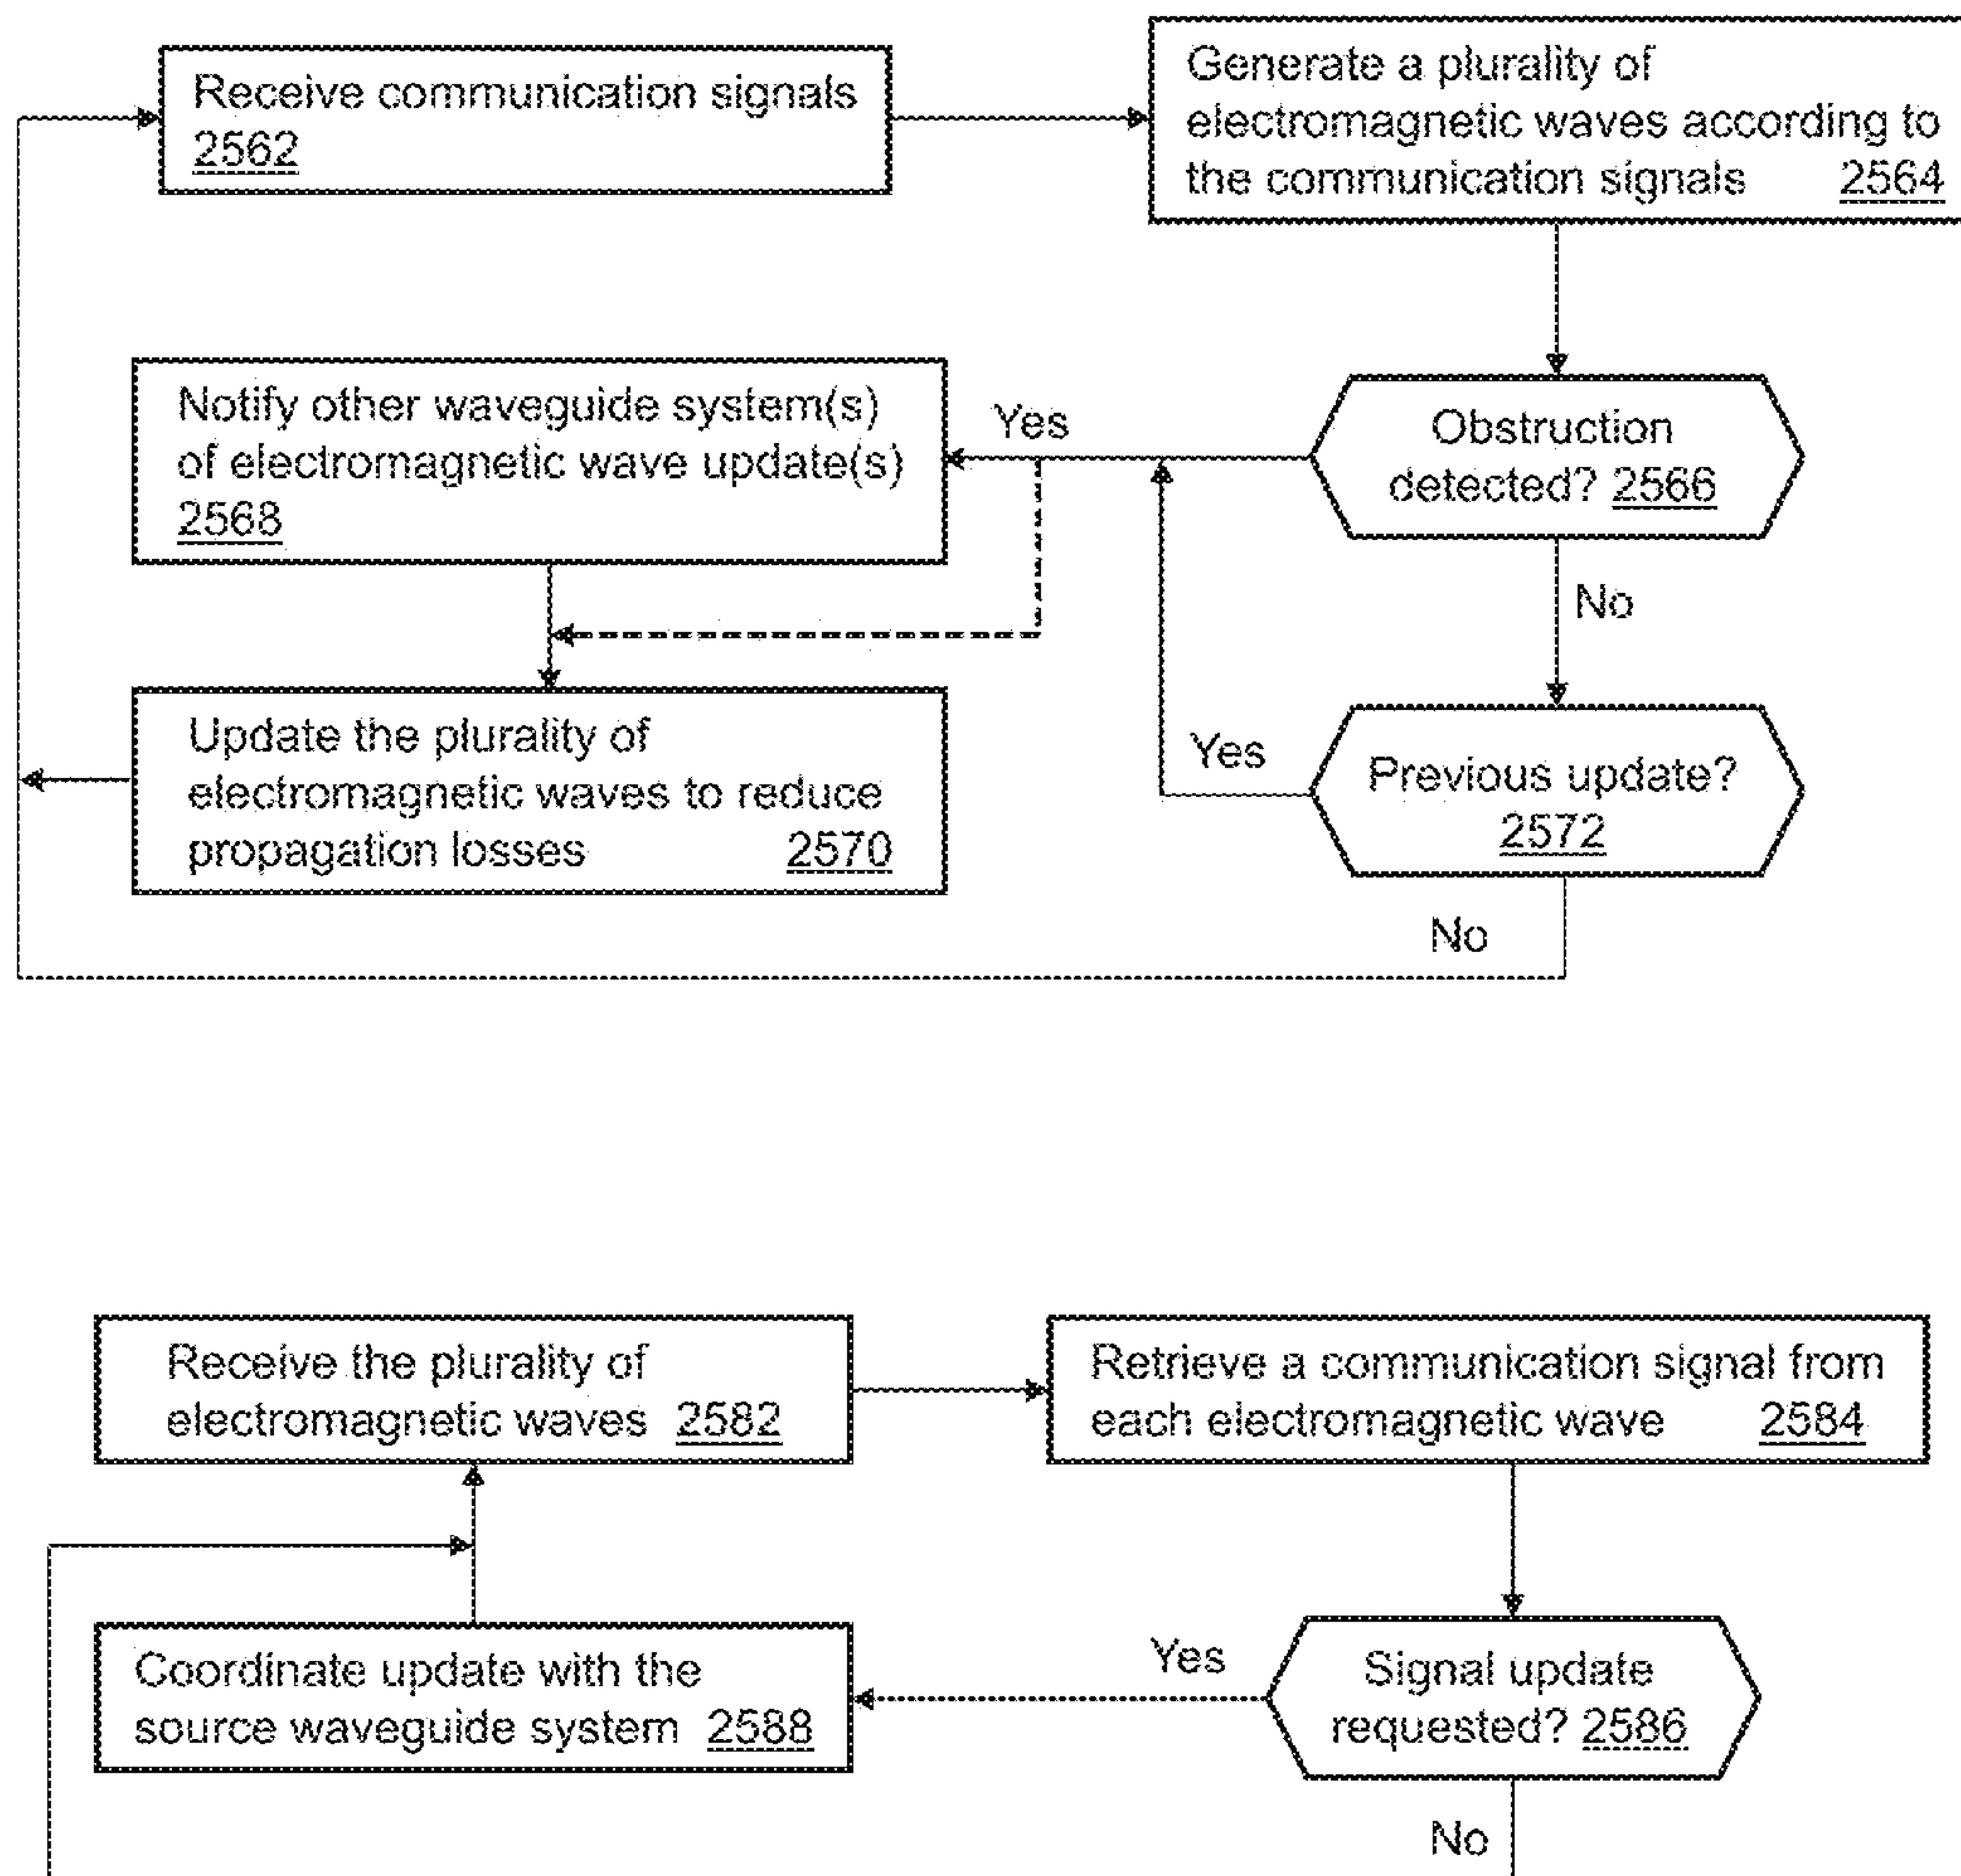 Receive communication signals
2562
Generate a plurality of
electromagnetic waves according to
the communication signals 2564
Notify other waveguide system(s)
of electromagnetic wave update(s)
2568
Yes
Obstruction
detected? 2566
No
Update the plurality of
electromagnetic waves to reduce
propagation losses 2570
Yes
Previous update?
2572
No
Receive the plurality of
electromagnetic waves 2582
Retrieve a communication signal from
each electromagnetic wave 2584
Coordinate update with the
source waveguide system 2588
Yes
Signal update
requested? 2586
No